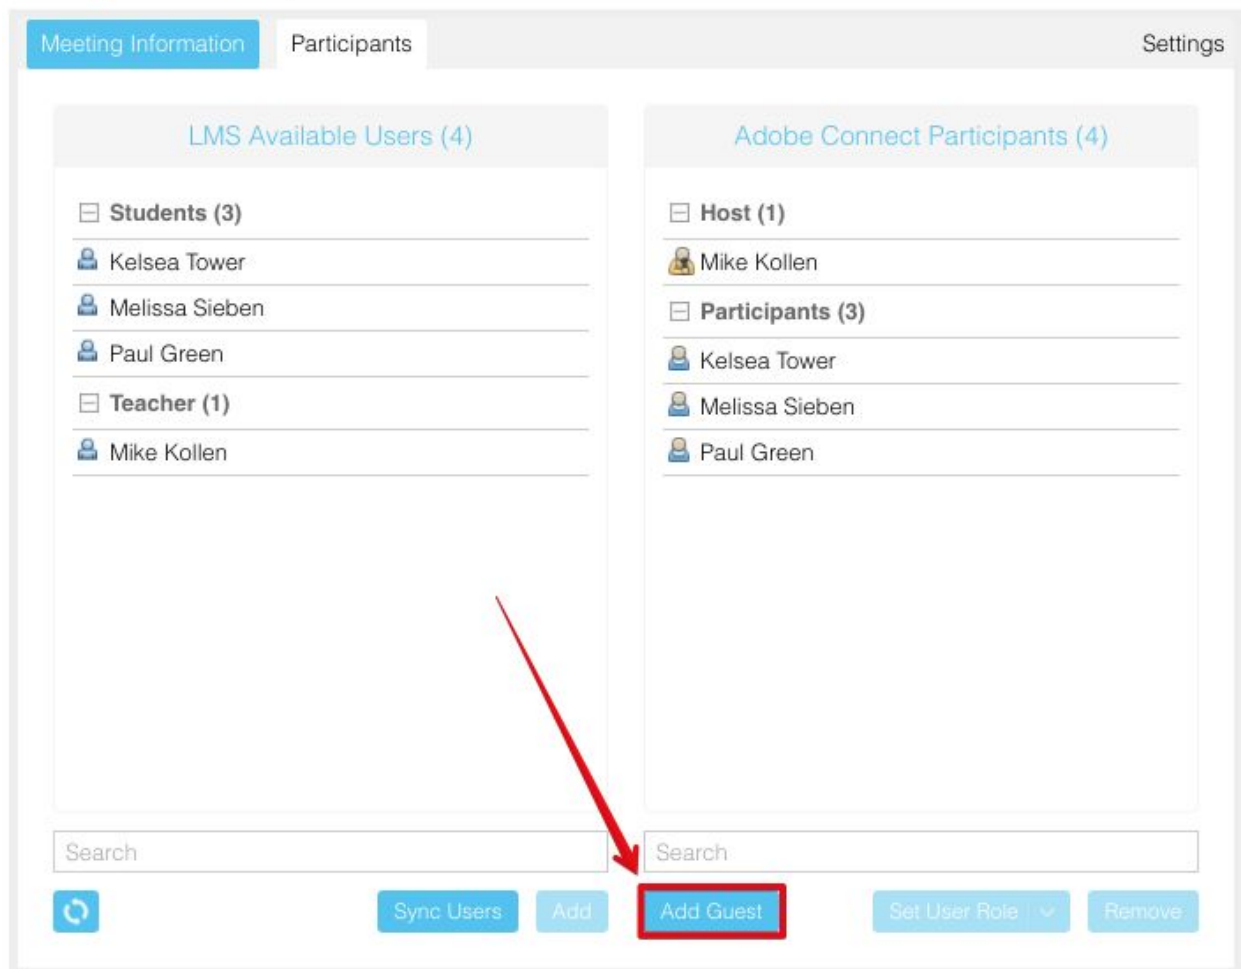 Meeting Information
Participants
Settings
LMS Available Users (4)
Students (3)
Kelsea Tower
Melissa Sieben
Paul Green
Teacher (1)
Mike Kollen
Search
Sync Users
Add
Adobe Connect Participants (4)
Host (1)
Mike Kollen
Participants (3)
Kelsea Tower
Melissa Sieben
Paul Green
Search
Add Guest
Set User Role
Remove